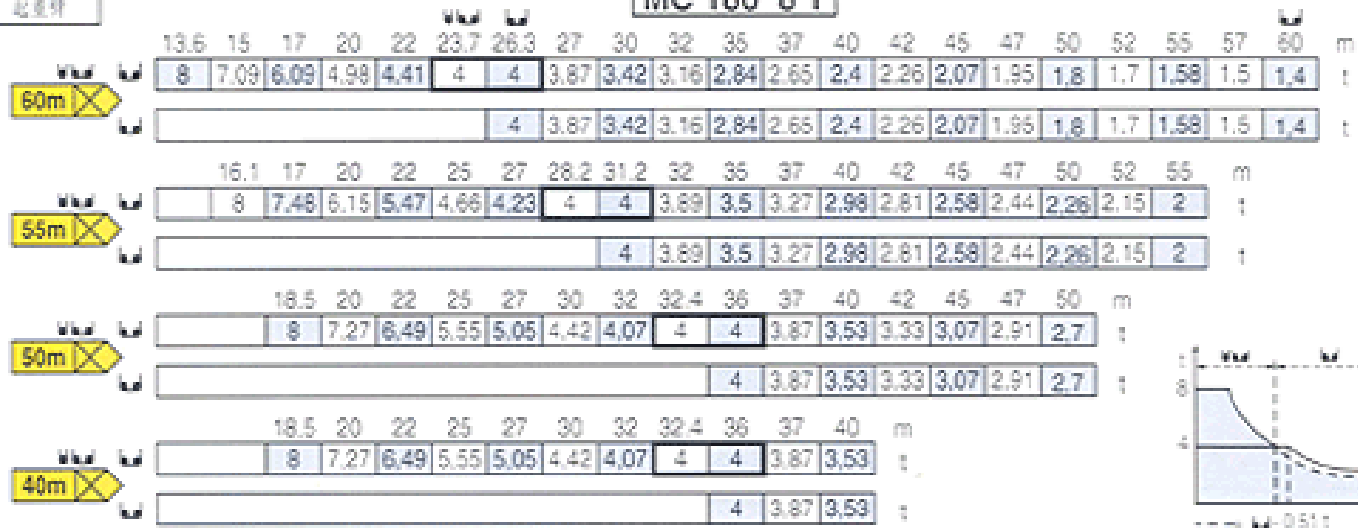 MC 160
13.6 15 17 20 22 23.7 26.3 27 30 32 35 37 40 42 45 47 50 52 55 57 60 m
8 7.09 6.09 4.98 4.41 4 4 3.87 3,42 3.16 2,84 2.65 2.4 2.26 2,07 1.95 1,8 1.7 1.58 1.5 1,4 t
60m
4 3.87 3,42 3.16 2,84 2.65 2.4 2.26 2,07 1.95 1,8 1.7 1.58 1.5 1,4 t
16.1 17 20 22 25 27 28.2 31.2 32 35 37 40 42 45 47 50 52 55 m
8 7.48 6.15 5.47 4.66 4.23 4 4 3.89 3.5 3.27 2,98 2.81 2.58 2.44 2,26 2.15 2 t
55m
4 3.89 3.5 3.27 2,98 2.81 2.58 2.44 2,26 2.15 2 t
18.5 20 22 25 27 30 32 32.4 36 37 40 42 45 47 50 m
8 7.27 6,49 5.55 5,05 4.42 4,07 4 4 3.87 3,53 3.33 3,07 2.91 2,7 t
50m
4 3.87 3,53 3.33 3,07 2.91 2,7 t
18.5 20 22 25 27 30 32 32.4 36 37 40 m
8 7.27 6,49 5.55 5,05 4.42 4,07 4 4 3.87 3,53 t
40m
4 3.87 3,53 t
t
8
4
0.51 t